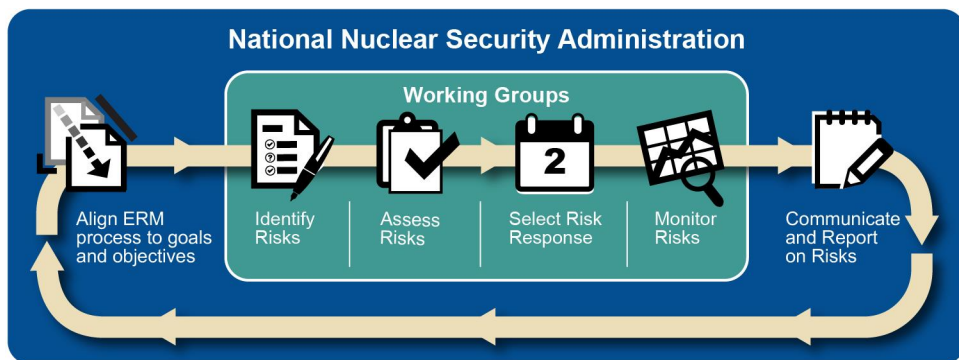 National Nuclear Security Administration
Working Groups
2
Align ERM
process to goals
and objectives
Identify
Risks
Assess
Risks
Select Risk
Response
Monitor
Risks
Communicate
and Report
on Risks